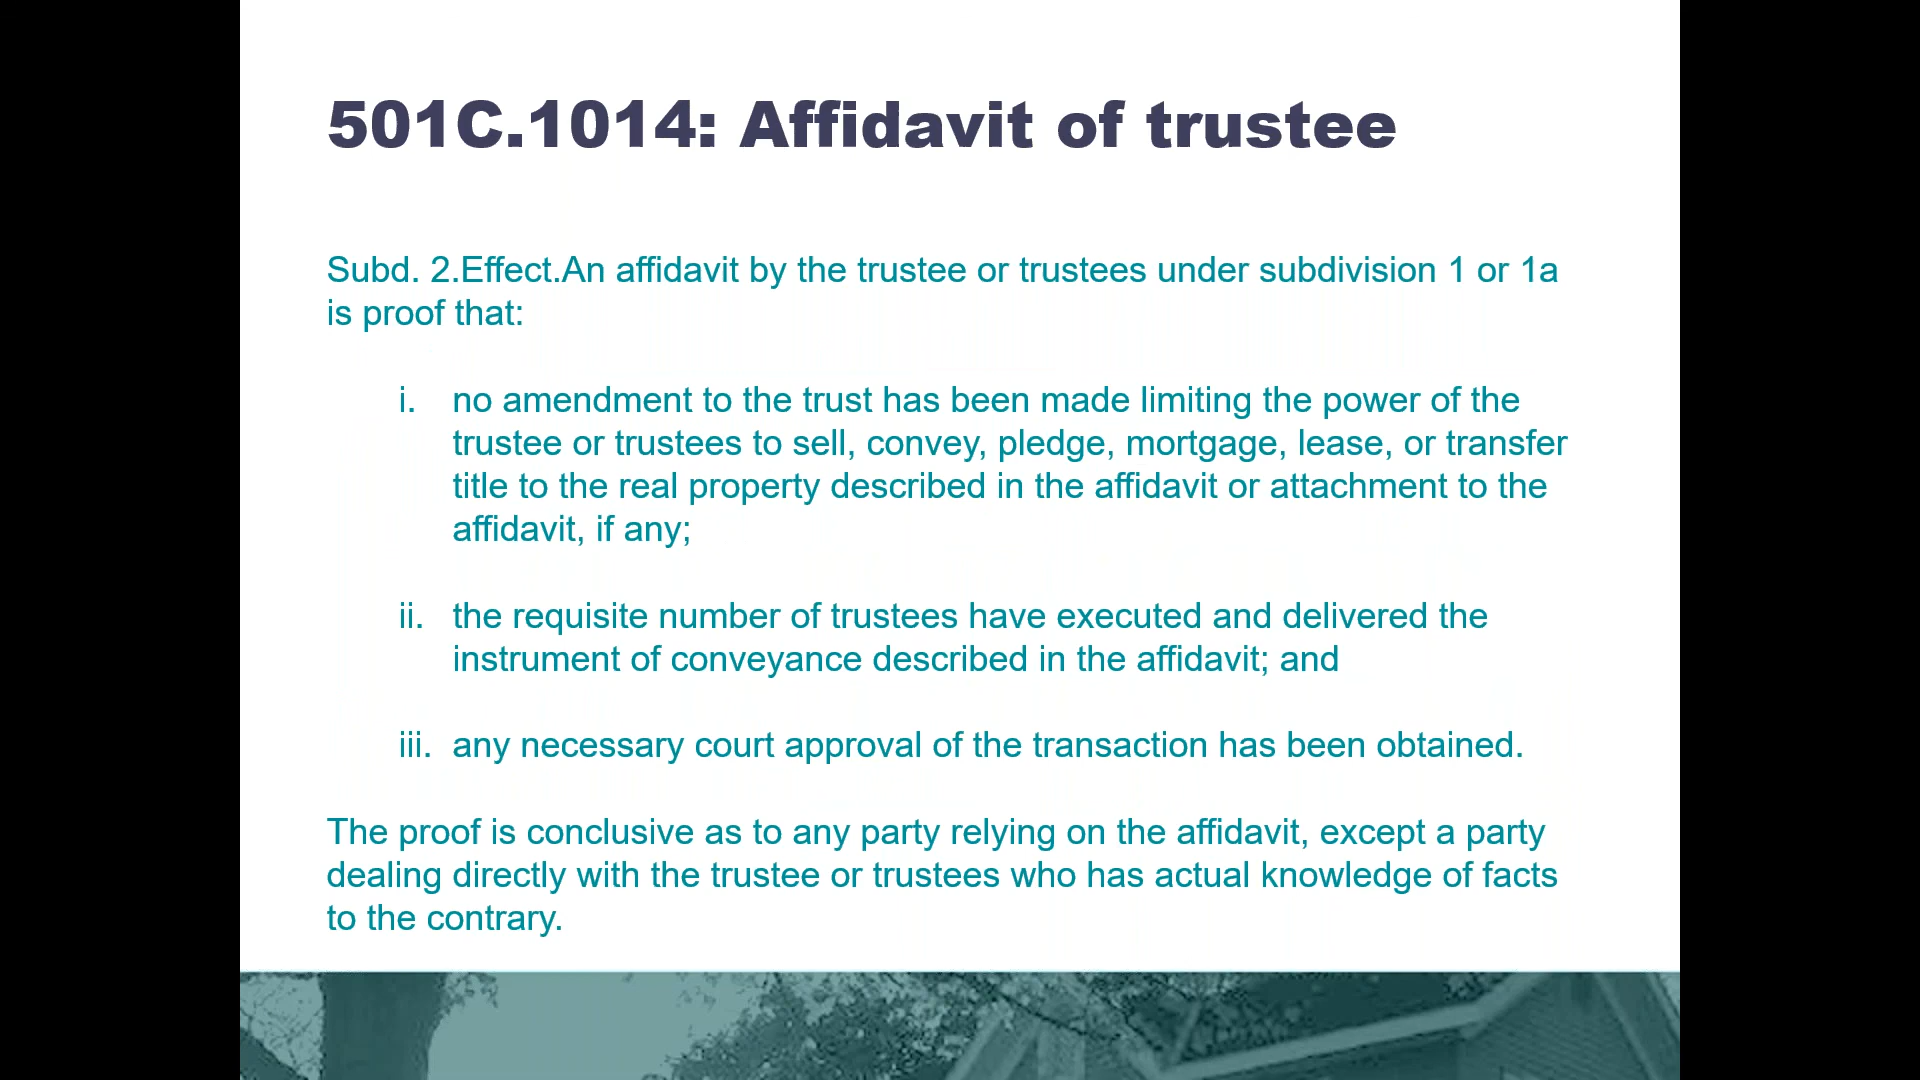 501C.1014: Affidavit of trustee
Subd. 2.Effect.An affidavit by the trustee or trustees under subdivision 1 or 1a
is proof that:
i. no amendment to the trust has been made limiting the power of the
trustee or trustees to sell, convey, pledge, mortgage, lease, or transfer
title to the real property described in the affidavit or attachment to the
affidavit, if any;
ii. the requisite number of trustees have executed and delivered the
instrument of conveyance described in the affidavit; and
iii. any necessary court approval of the transaction has been obtained.
The proof is conclusive as to any party relying on the affidavit, except a party
dealing directly with the trustee or trustees who has actual knowledge of facts
to the contrary.